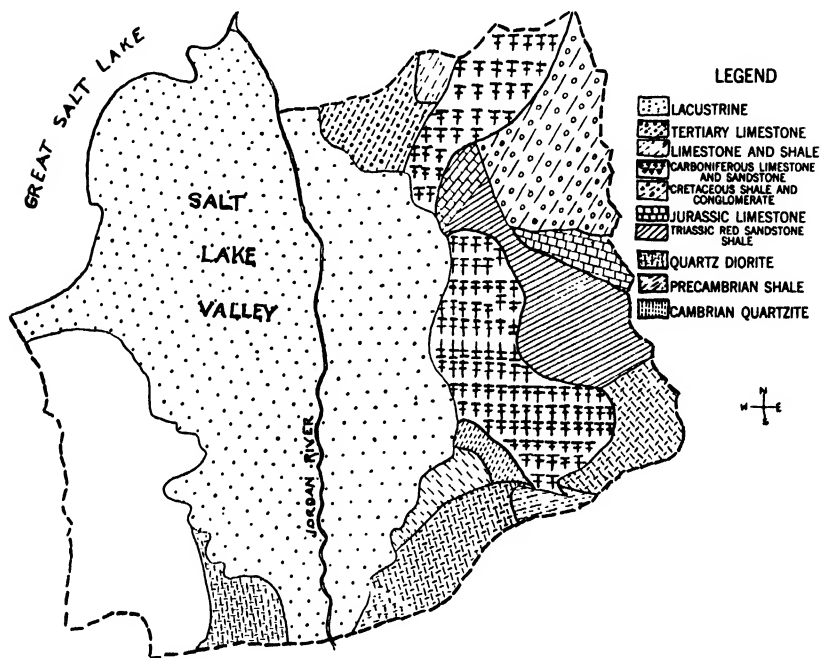 GREAT SALT LAKE
SALT
LAKE
VALLEY
JORDAN RIVER
LEGEND
LACUSTRINE
TERTIARY LIMESTONE
LIMESTONE AND SHALE
CARBONIFEROUS LIMESTONE
AND SANDSTONE
CRETACEOUS SHALE AND
CONGLOMERATE
JURASSIC LIMESTONE
TRIASSIC RED SANDSTONE
SHALE
QUARTZ DIORITE
PRECAMBRIAN SHALE
CAMBRIAN QUARTZITE
N
W E
S